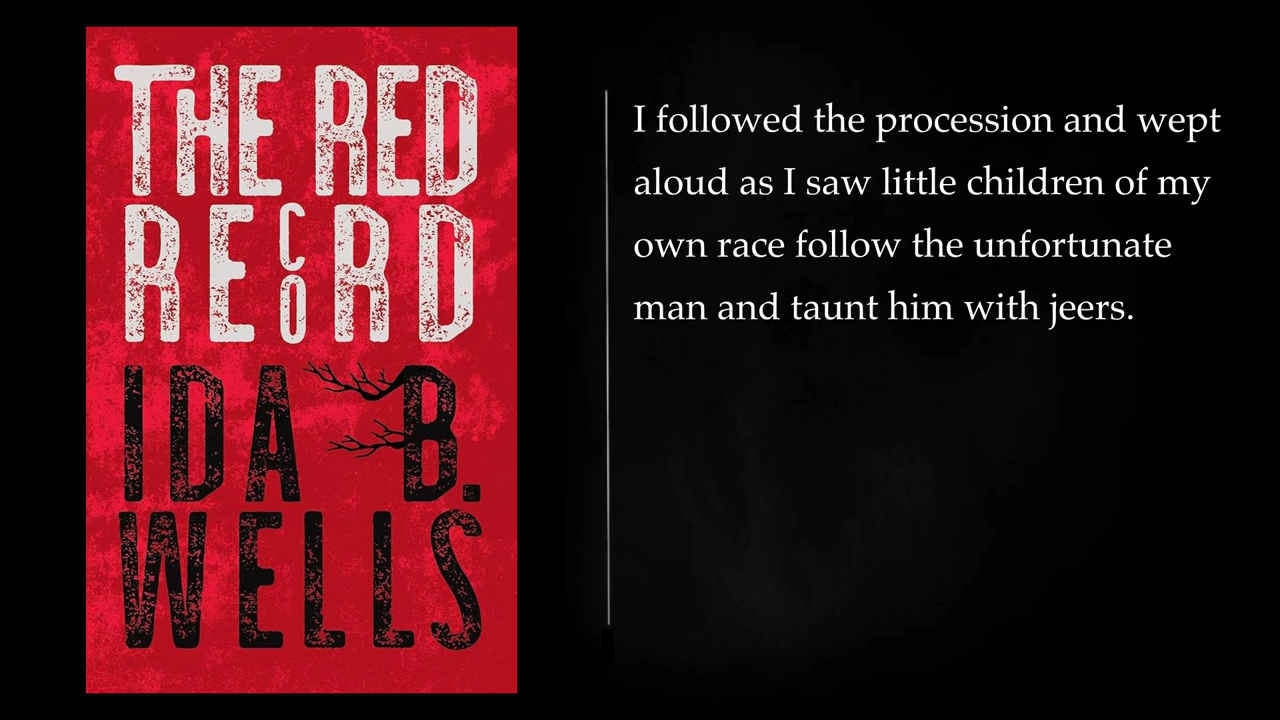 THE RED
RECORD
IDA B.
WELLS
I followed the procession and wept
aloud as I saw little children of my
own race follow the unfortunate
man and taunt him with jeers.